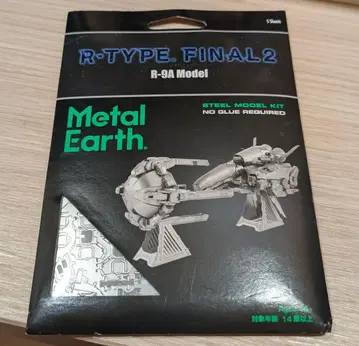 R-TYPE® FINAL 2
R-9A Model
Metal
Earth®
STEEL MODEL KIT
NO GLUE REQUIRED
対象年齢 14歳以上